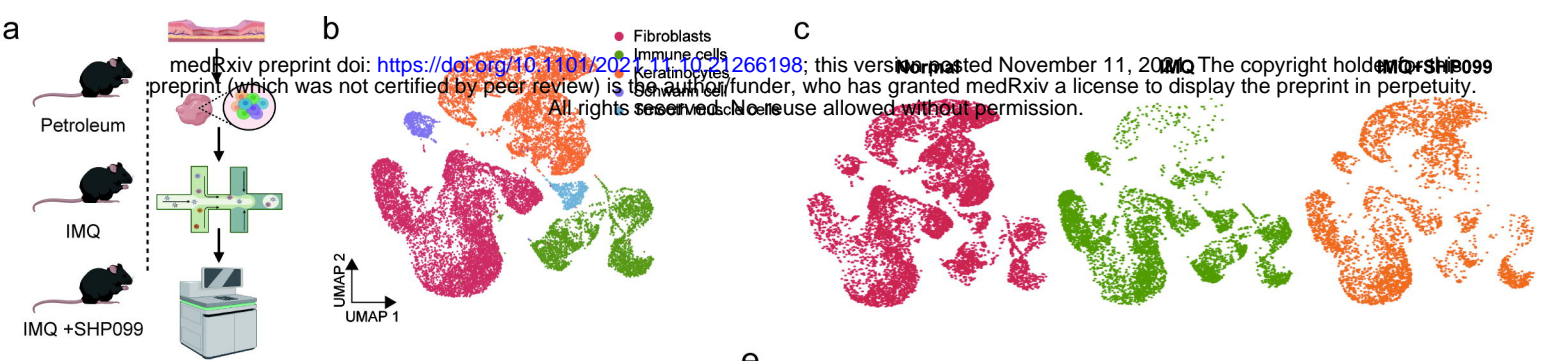 a
b
c
Fibroblasts
Immune cells
Keratinocytes
Schwann cell
Smooth muscle cells
medRxiv preprint doi: https://doi.org/10.1101/2021.11.10.21266198; this version posted November 11, 2021. The copyright holder for this
preprint (which was not certified by peer review) is the author/funder, who has granted medRxiv a license to display the preprint in perpetuity.
All rights reserved. No reuse allowed without permission.
Normal
IMQ
IMQ+SHP099
Petroleum
IMQ
IMQ +SHP099
UMAP 2
UMAP 1
e